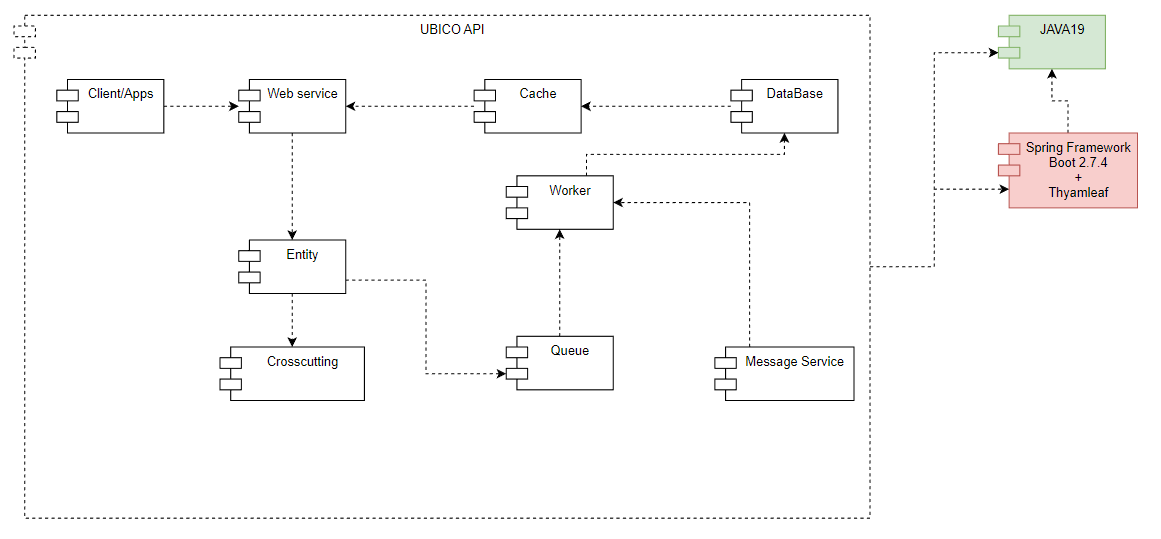 UBICO API
JAVA19
Client/Apps
Web service
Cache
DataBase
Spring Framework
Boot 2.7.4
+
Thyamleaf
Worker
Entity
Queue
Crosscutting
Message Service